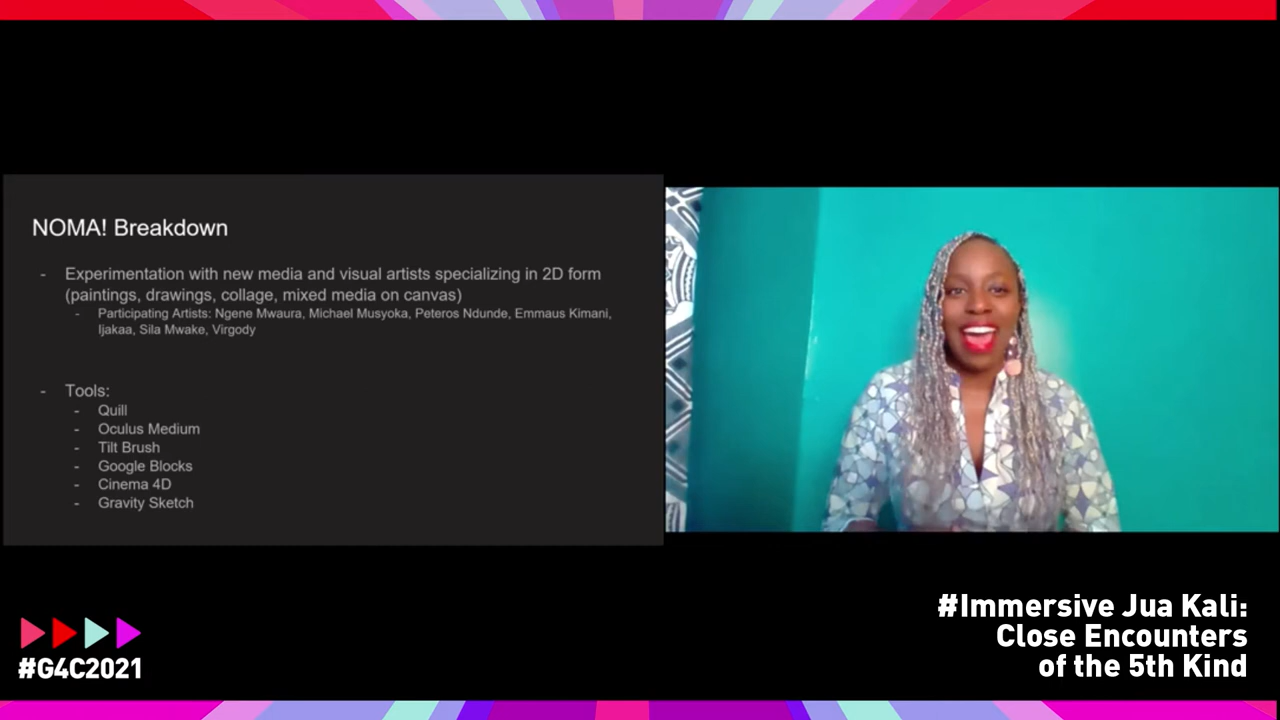 NOMA! Breakdown
- Experimentation with new media and visual artists specializing in 2D form
(paintings, drawings, collage, mixed media on canvas)
- Participating Artists: Ngene Mwaura, Michael Musyoka, Peteros Ndunde, Emmaus Kimani,
Ijakaa, Sila Mwake, Virgody
- Tools:
- Quill
- Oculus Medium
- Tilt Brush
- Google Blocks
- Cinema 4D
- Gravity Sketch
#G4C2021
#Immersive Jua Kali:
Close Encounters
of the 5th Kind